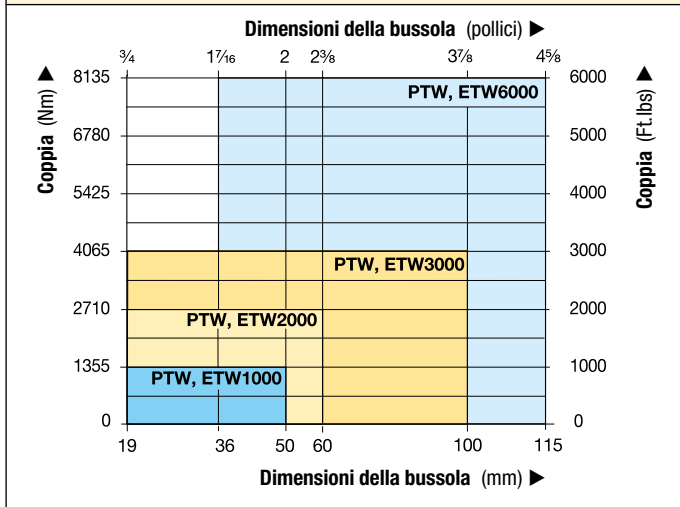 Dimensioni della bussola (pollici) ▶
¾ 1⁷⁄₁₆ 2 2⅜ 3⅞ 4⅝
Coppia (Nm) ▶
Coppia (Ft.lbs) ▶
8135 6000
PTW, ETW6000
6780 5000
5425 4000
4065 3000
PTW, ETW3000
2710 2000
PTW, ETW2000
1355 1000
PTW, ETW1000
0 0
19 36 50 60 100 115
Dimensioni della bussola (mm) ▶